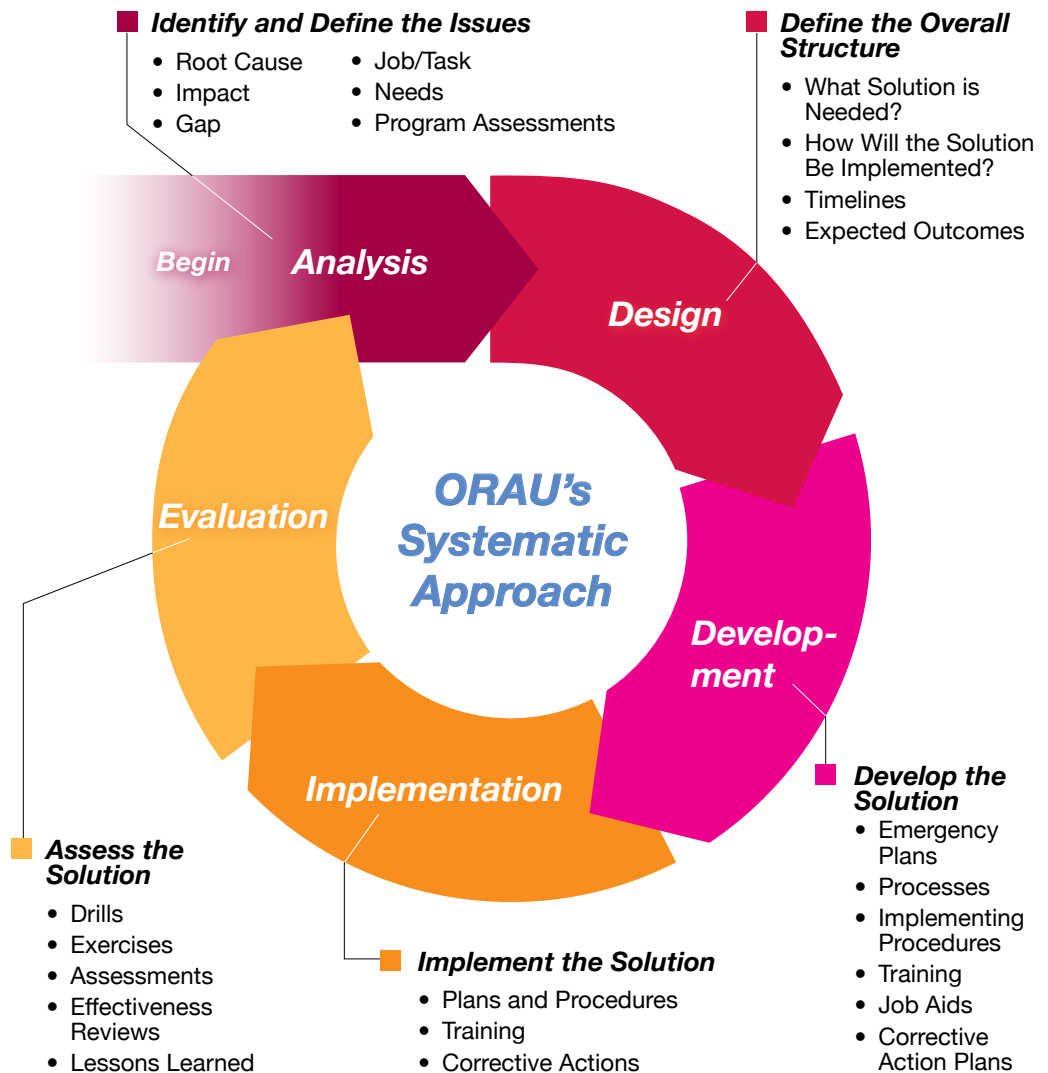 Identify and Define the Issues
• Root Cause
• Impact
• Gap
• Job/Task
• Needs
• Program Assessments
Define the Overall
Structure
• What Solution is
Needed?
• How Will the Solution
Be Implemented?
• Timelines
• Expected Outcomes
Begin
Analysis
Design
ORAU's
Systematic
Approach
Evaluation
Develop-
ment
Implementation
Develop the
Solution
• Emergency
Plans
• Processes
• Implementing
Procedures
• Training
• Job Aids
• Corrective
Action Plans
Assess the
Solution
• Drills
• Exercises
• Assessments
• Effectiveness
Reviews
• Lessons Learned
Implement the Solution
• Plans and Procedures
• Training
• Corrective Actions